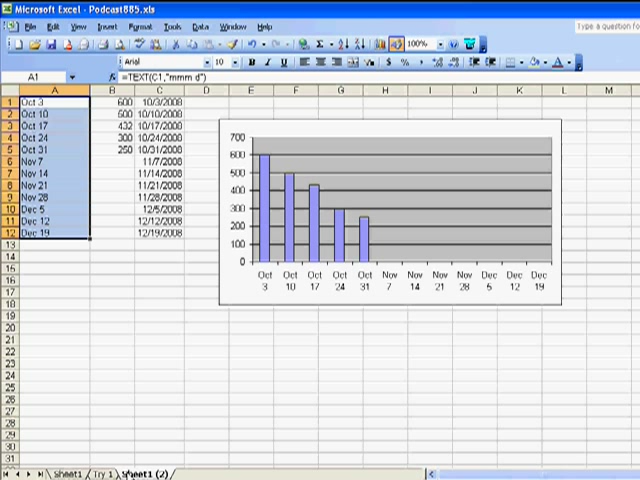 Microsoft Excel - Podcast885.xls
File Edit View Insert Format Tools Data Window Help
Type a question fo
100%
Arial 10 B I U
A1 fx =TEXT(C1,"mmm d")
A B C D E F G H I J K L M
1 Oct 3 600 10/3/2008
2 Oct 10 500 10/10/2008
3 Oct 17 432 10/17/2008
4 Oct 24 300 10/24/2008
5 Oct 31 250 10/31/2008
6 Nov 7 11/7/2008
7 Nov 14 11/14/2008
8 Nov 21 11/21/2008
9 Nov 28 11/28/2008
10 Dec 5 12/5/2008
11 Dec 12 12/12/2008
12 Dec 19 12/19/2008
13
14
15
16
17
18
19
20
21
22
23
24
25
26
27
28
29
30
31
700
600
500
400
300
200
100
0
Oct Oct Oct Oct Oct Nov Nov Nov Nov Dec Dec Dec
3 10 17 24 31 7 14 21 28 5 12 19
Sheet1 Try 1 Sheet1 (2)